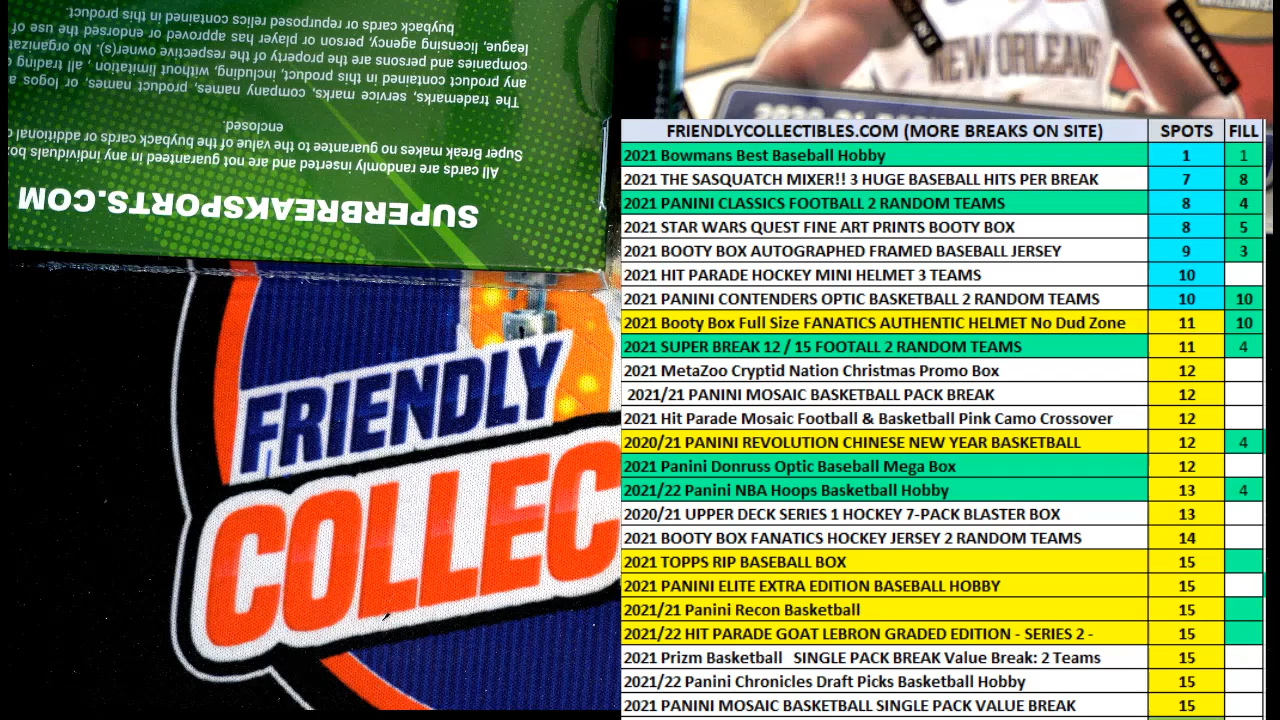 SUPERBREAKSPORTS.COM
All cards are randomly inserted and are not guaranteed in any individuals
Super Break makes no guarantee to the value of the buyback cards or additional
enclosed.
The trademarks, service marks, company names, product names, or logos
any product contained in this product, including, without limitation , all trading
companies and persons are the property of the respective owner(s). No
league, licensing agency, person or player has approved or endorsed the use of
buyback cards or repurposed relics contained in this product.
FRIENDLY
COLLEC
NEW ORLEANS
PANINI
FRIENDLYCOLLECTIBLES.COM (MORE BREAKS ON SITE) SPOTS FILL
2021 Bowmans Best Baseball Hobby 1 1
2021 THE SASQUATCH MIXER!! 3 HUGE BASEBALL HITS PER BREAK 7 8
2021 PANINI CLASSICS FOOTBALL 2 RANDOM TEAMS 8 4
2021 STAR WARS QUEST FINE ART PRINTS BOOTY BOX 8 5
2021 BOOTY BOX AUTOGRAPHED FRAMED BASEBALL JERSEY 9 3
2021 HIT PARADE HOCKEY MINI HELMET 3 TEAMS 10
2021 PANINI CONTENDERS OPTIC BASKETBALL 2 RANDOM TEAMS 10 10
2021 Booty Box Full Size FANATICS AUTHENTIC HELMET No Dud Zone 11 10
2021 SUPER BREAK 12 / 15 FOOTALL 2 RANDOM TEAMS 11 4
2021 MetaZoo Cryptid Nation Christmas Promo Box 12
2021/21 PANINI MOSAIC BASKETBALL PACK BREAK 12
2021 Hit Parade Mosaic Football & Basketball Pink Camo Crossover 12
2020/21 PANINI REVOLUTION CHINESE NEW YEAR BASKETBALL 12 4
2021 Panini Donruss Optic Baseball Mega Box 12
2021/22 Panini NBA Hoops Basketball Hobby 13 4
2020/21 UPPER DECK SERIES 1 HOCKEY 7-PACK BLASTER BOX 13
2021 BOOTY BOX FANATICS HOCKEY JERSEY 2 RANDOM TEAMS 14
2021 TOPPS RIP BASEBALL BOX 15
2021 PANINI ELITE EXTRA EDITION BASEBALL HOBBY 15
2021/21 Panini Recon Basketball 15
2021/22 HIT PARADE GOAT LEBRON GRADED EDITION - SERIES 2 - 15
2021 Prizm Basketball SINGLE PACK BREAK Value Break: 2 Teams 15
2021/22 Panini Chronicles Draft Picks Basketball Hobby 15
2021 PANINI MOSAIC BASKETBALL SINGLE PACK VALUE BREAK 15